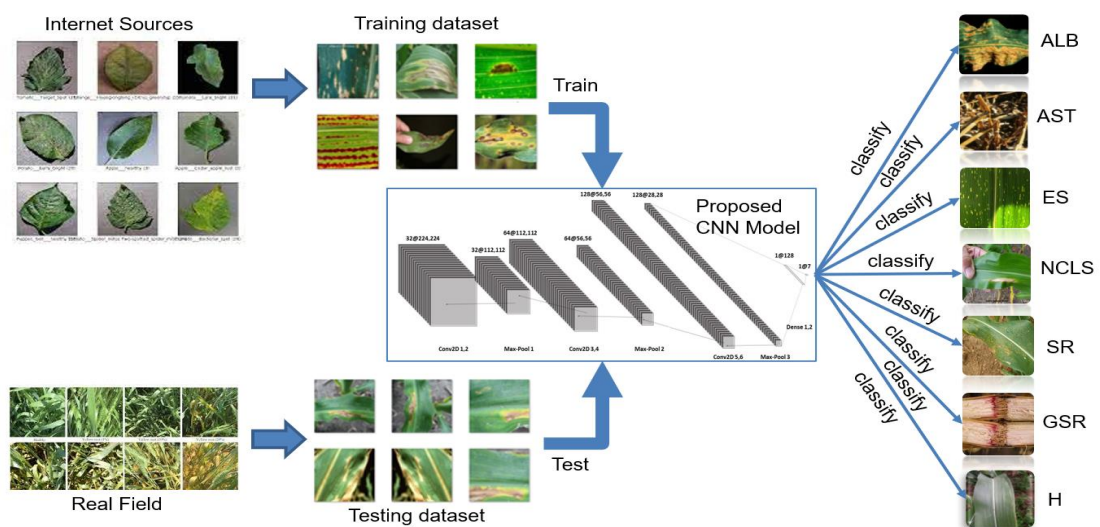 Internet Sources
Training dataset
Train
ALB
AST
ES
NCLS
SR
GSR
H
classify
classify
classify
classify
classify
classify
classify
classify
Proposed
CNN Model
32@224,224
32@112,112
64@112,112
64@56,56
128@56,56
128@28,28
1@128
1@7
Conv2D 1,2
Max-Pool 1
Conv2D 3,4
Max-Pool 2
Conv2D 5,6
Max-Pool 3
Dense 1,2
Real Field
Testing dataset
Test